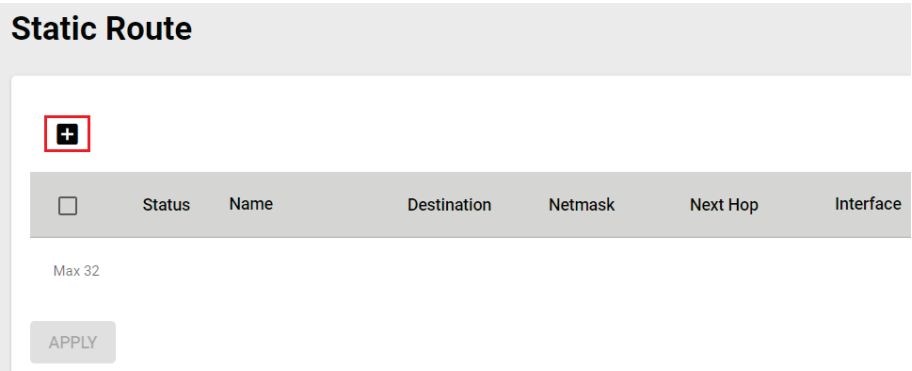 Static Route
Status Name Destination Netmask Next Hop Interface
Max 32
APPLY